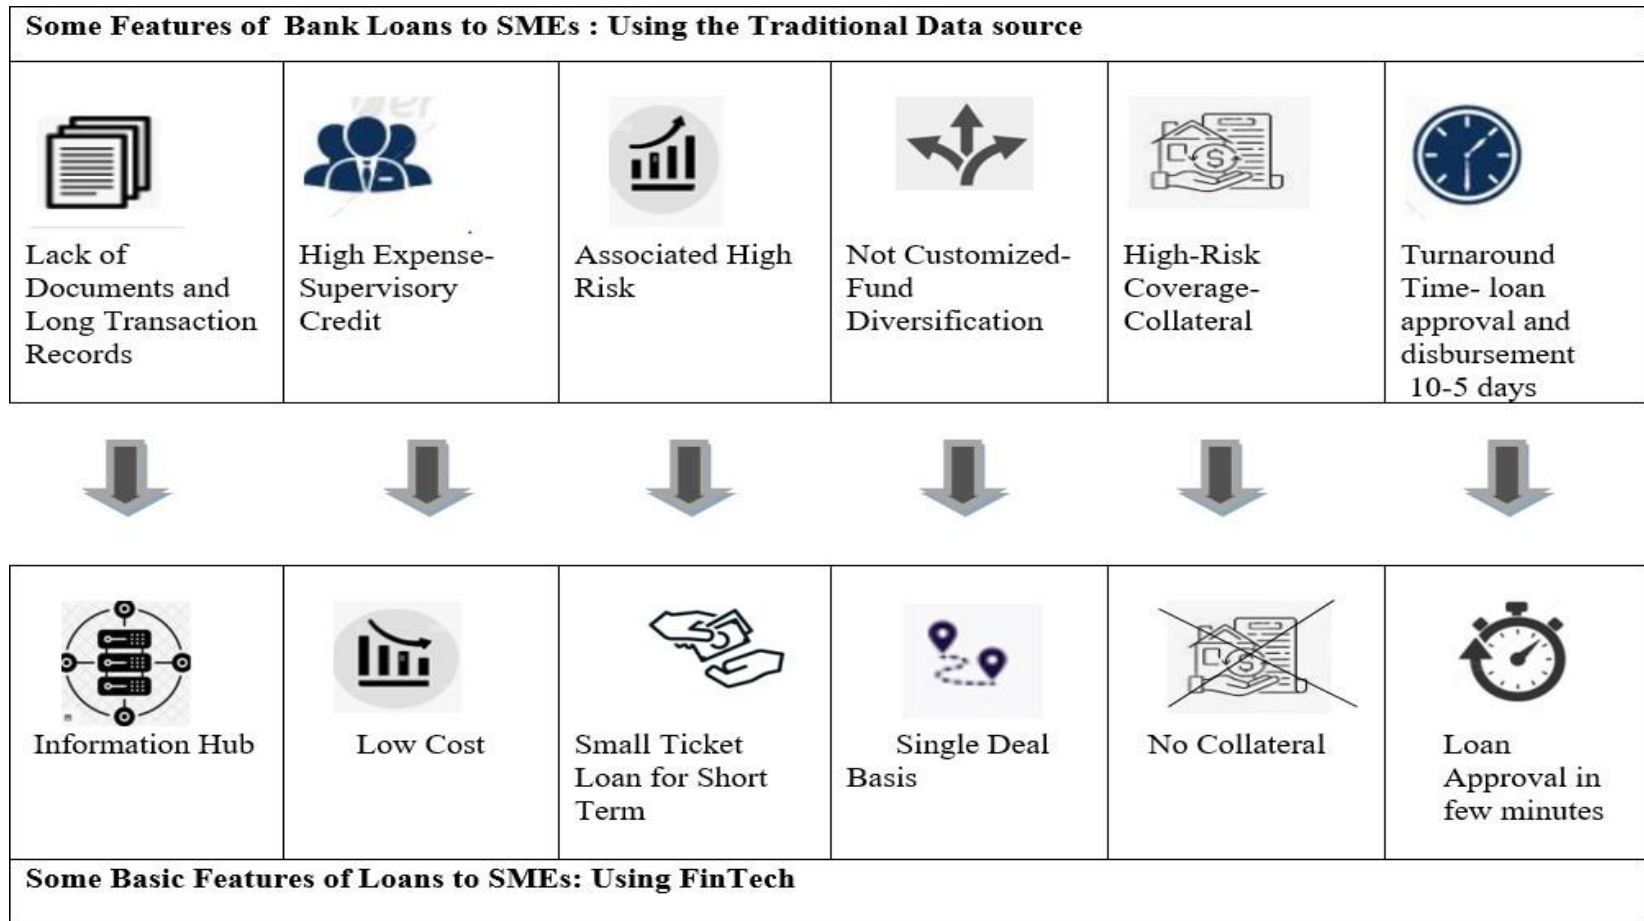 Some Features of  Bank Loans to SMEs : Using the Traditional Data source
Lack of
Documents and
Long Transaction
Records
High Expense-
Supervisory
Credit
Associated High
Risk
Not Customized-
Fund
Diversification
High-Risk
Coverage-
Collateral
Turnaround
Time- loan
approval and
disbursement
10-5 days
Information Hub
Low Cost
Small Ticket
Loan for Short
Term
Single Deal
Basis
No Collateral
Loan
Approval in
few minutes
Some Basic Features of Loans to SMEs: Using FinTech